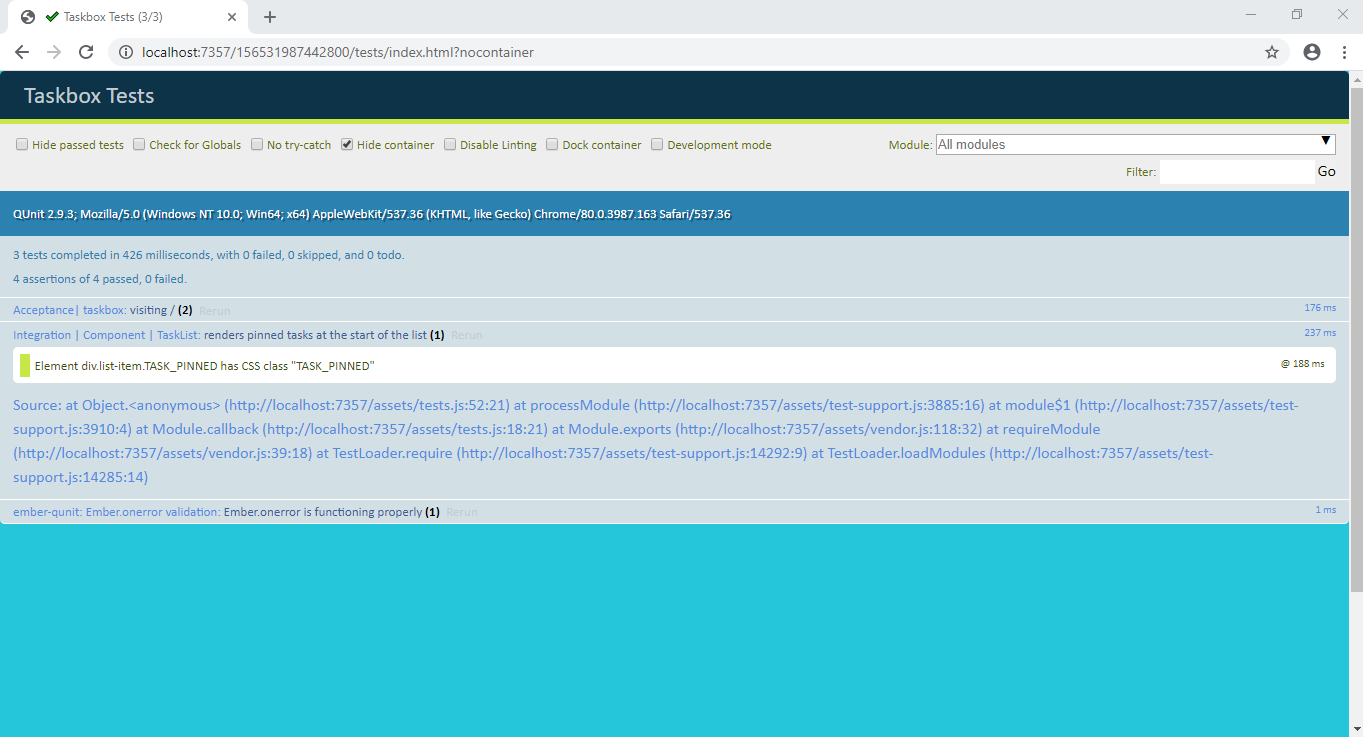 Taskbox Tests (3/3)
localhost:7357/156531987442800/tests/index.html?nocontainer
Taskbox Tests
Hide passed tests Check for Globals No try-catch Hide container Disable Linting Dock container Development mode Module: All modules
Filter: Go
QUnit 2.9.3; Mozilla/5.0 (Windows NT 10.0; Win64; x64) AppleWebKit/537.36 (KHTML, like Gecko) Chrome/80.0.3987.163 Safari/537.36
3 tests completed in 426 milliseconds, with 0 failed, 0 skipped, and 0 todo.
4 assertions of 4 passed, 0 failed.
Acceptance| taskbox: visiting / (2) Rerun 176 ms
Integration | Component | TaskList: renders pinned tasks at the start of the list (1) Rerun 237 ms
Element div.list-item.TASK_PINNED has CSS class "TASK_PINNED" @ 188 ms
Source: at Object.<anonymous> (http://localhost:7357/assets/tests.js:52:21) at processModule (http://localhost:7357/assets/test-support.js:3885:16) at module$1 (http://localhost:7357/assets/test-
support.js:3910:4) at Module.callback (http://localhost:7357/assets/tests.js:18:21) at Module.exports (http://localhost:7357/assets/vendor.js:118:32) at requireModule
(http://localhost:7357/assets/vendor.js:39:18) at TestLoader.require (http://localhost:7357/assets/test-support.js:14292:9) at TestLoader.loadModules (http://localhost:7357/assets/test-
support.js:14285:14)
ember-qunit: Ember.onerror validation: Ember.onerror is functioning properly (1) Rerun 1 ms